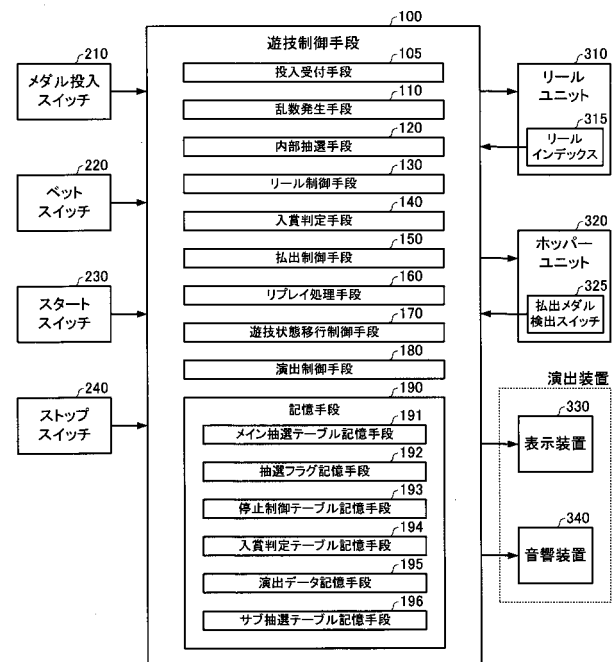 100
遊技制御手段
210
メダル投入
スイッチ
220
ベット
スイッチ
230
スタート
スイッチ
240
ストップ
スイッチ
105
投入受付手段
110
乱数発生手段
120
内部抽選手段
130
リール制御手段
140
入賞判定手段
150
払出制御手段
160
リプレイ処理手段
170
遊技状態移行制御手段
180
演出制御手段
190
記憶手段
191
メイン抽選テーブル記憶手段
192
抽選フラグ記憶手段
193
停止制御テーブル記憶手段
194
入賞判定テーブル記憶手段
195
演出データ記憶手段
196
サブ抽選テーブル記憶手段
310
リール
ユニット
315
リール
インデックス
320
ホッパー
ユニット
325
払出メダル
検出スイッチ
演出装置
330
表示装置
340
音響装置